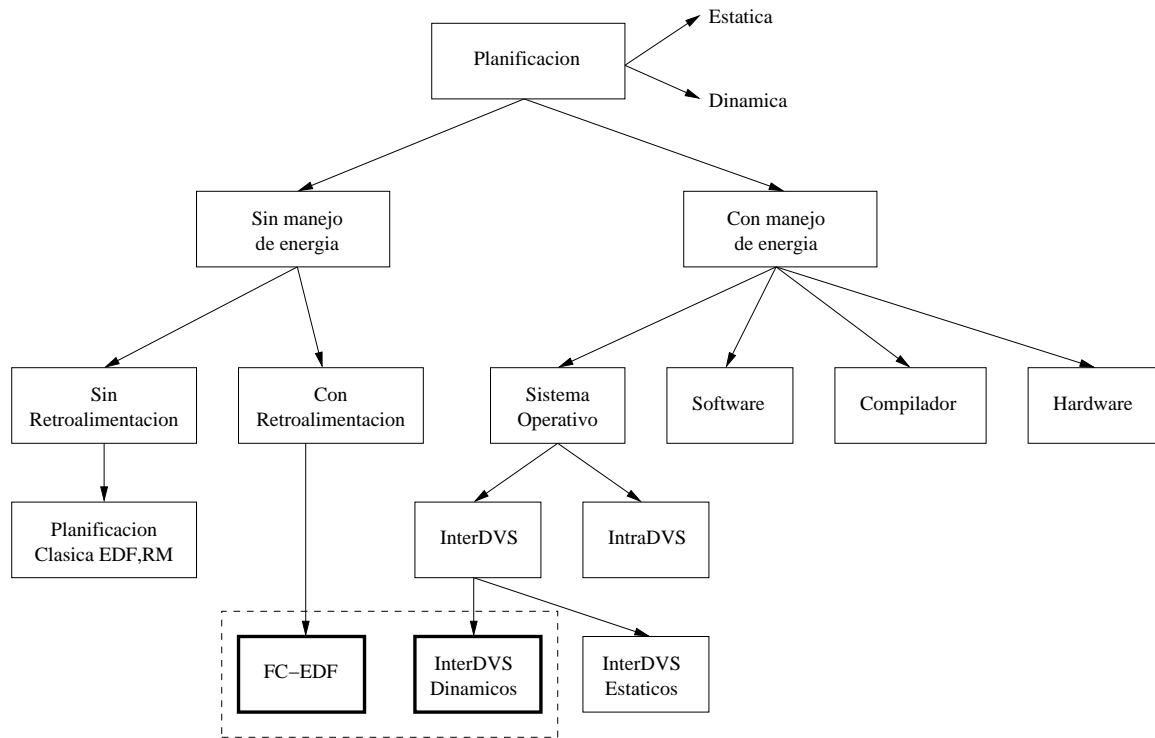 Estatica
Planificacion
Dinamica
Sin manejo
de energia
Con manejo
de energia
Sin
Retroalimentacion
Con
Retroalimentacion
Sistema
Operativo
Software
Compilador
Hardware
Planificacion
Clasica EDF,RM
InterDVS
IntraDVS
FC−EDF
InterDVS
Dinamicos
InterDVS
Estaticos